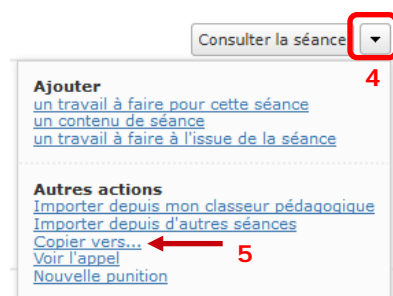 Consulter la séance
4
Ajouter
un travail à faire pour cette séance
un contenu de séance
un travail à faire à l'issue de la séance
Autres actions
Importer depuis mon classeur pédagogique
Importer depuis d'autres séances
Copier vers...
5
Voir l'appel
Nouvelle punition